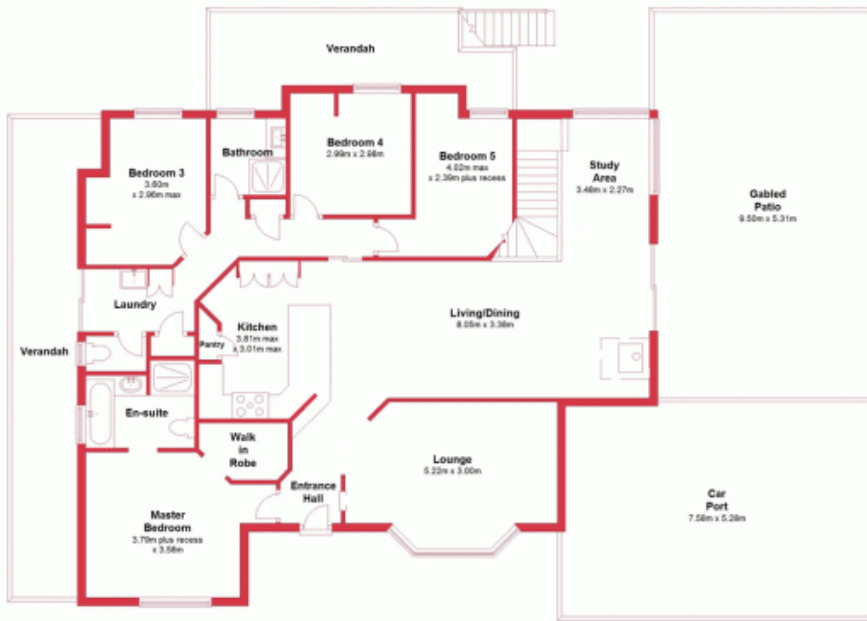 Verandah
Bedroom 3
3.60m
x 2.96m max
Bathroom
Bedroom 4
2.99m x 2.98m
Bedroom 5
4.02m max
x 2.39m plus recess
Study
Area
3.48m x 2.27m
Gabled
Patio
9.50m x 5.31m
Laundry
Verandah
Pantry
Kitchen
3.81m max
x 3.01m max
Living/Dining
8.05m x 3.38m
En-suite
Walk
in
Robe
Entrance
Hall
Lounge
5.22m x 3.00m
Master
Bedroom
3.79m plus recess
x 3.58m
Car
Port
7.58m x 5.28m